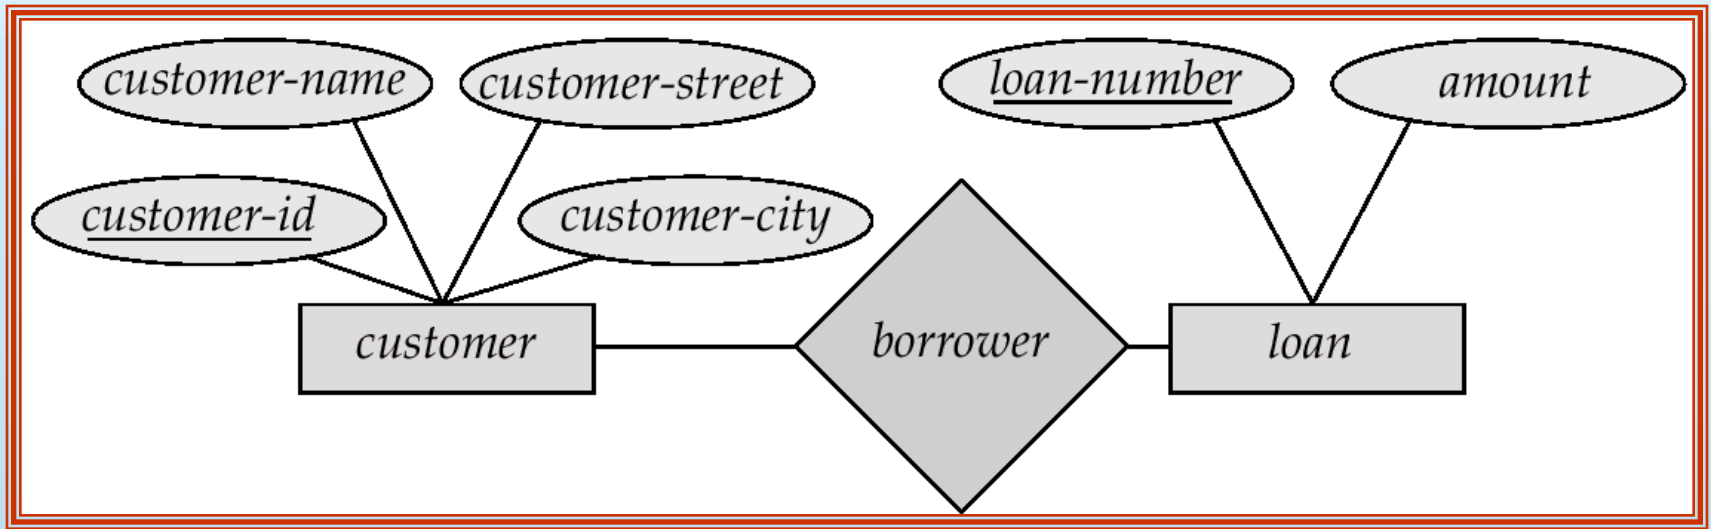 customer-name
customer-street
loan-number
amount
customer-id
customer-city
customer
borrower
loan